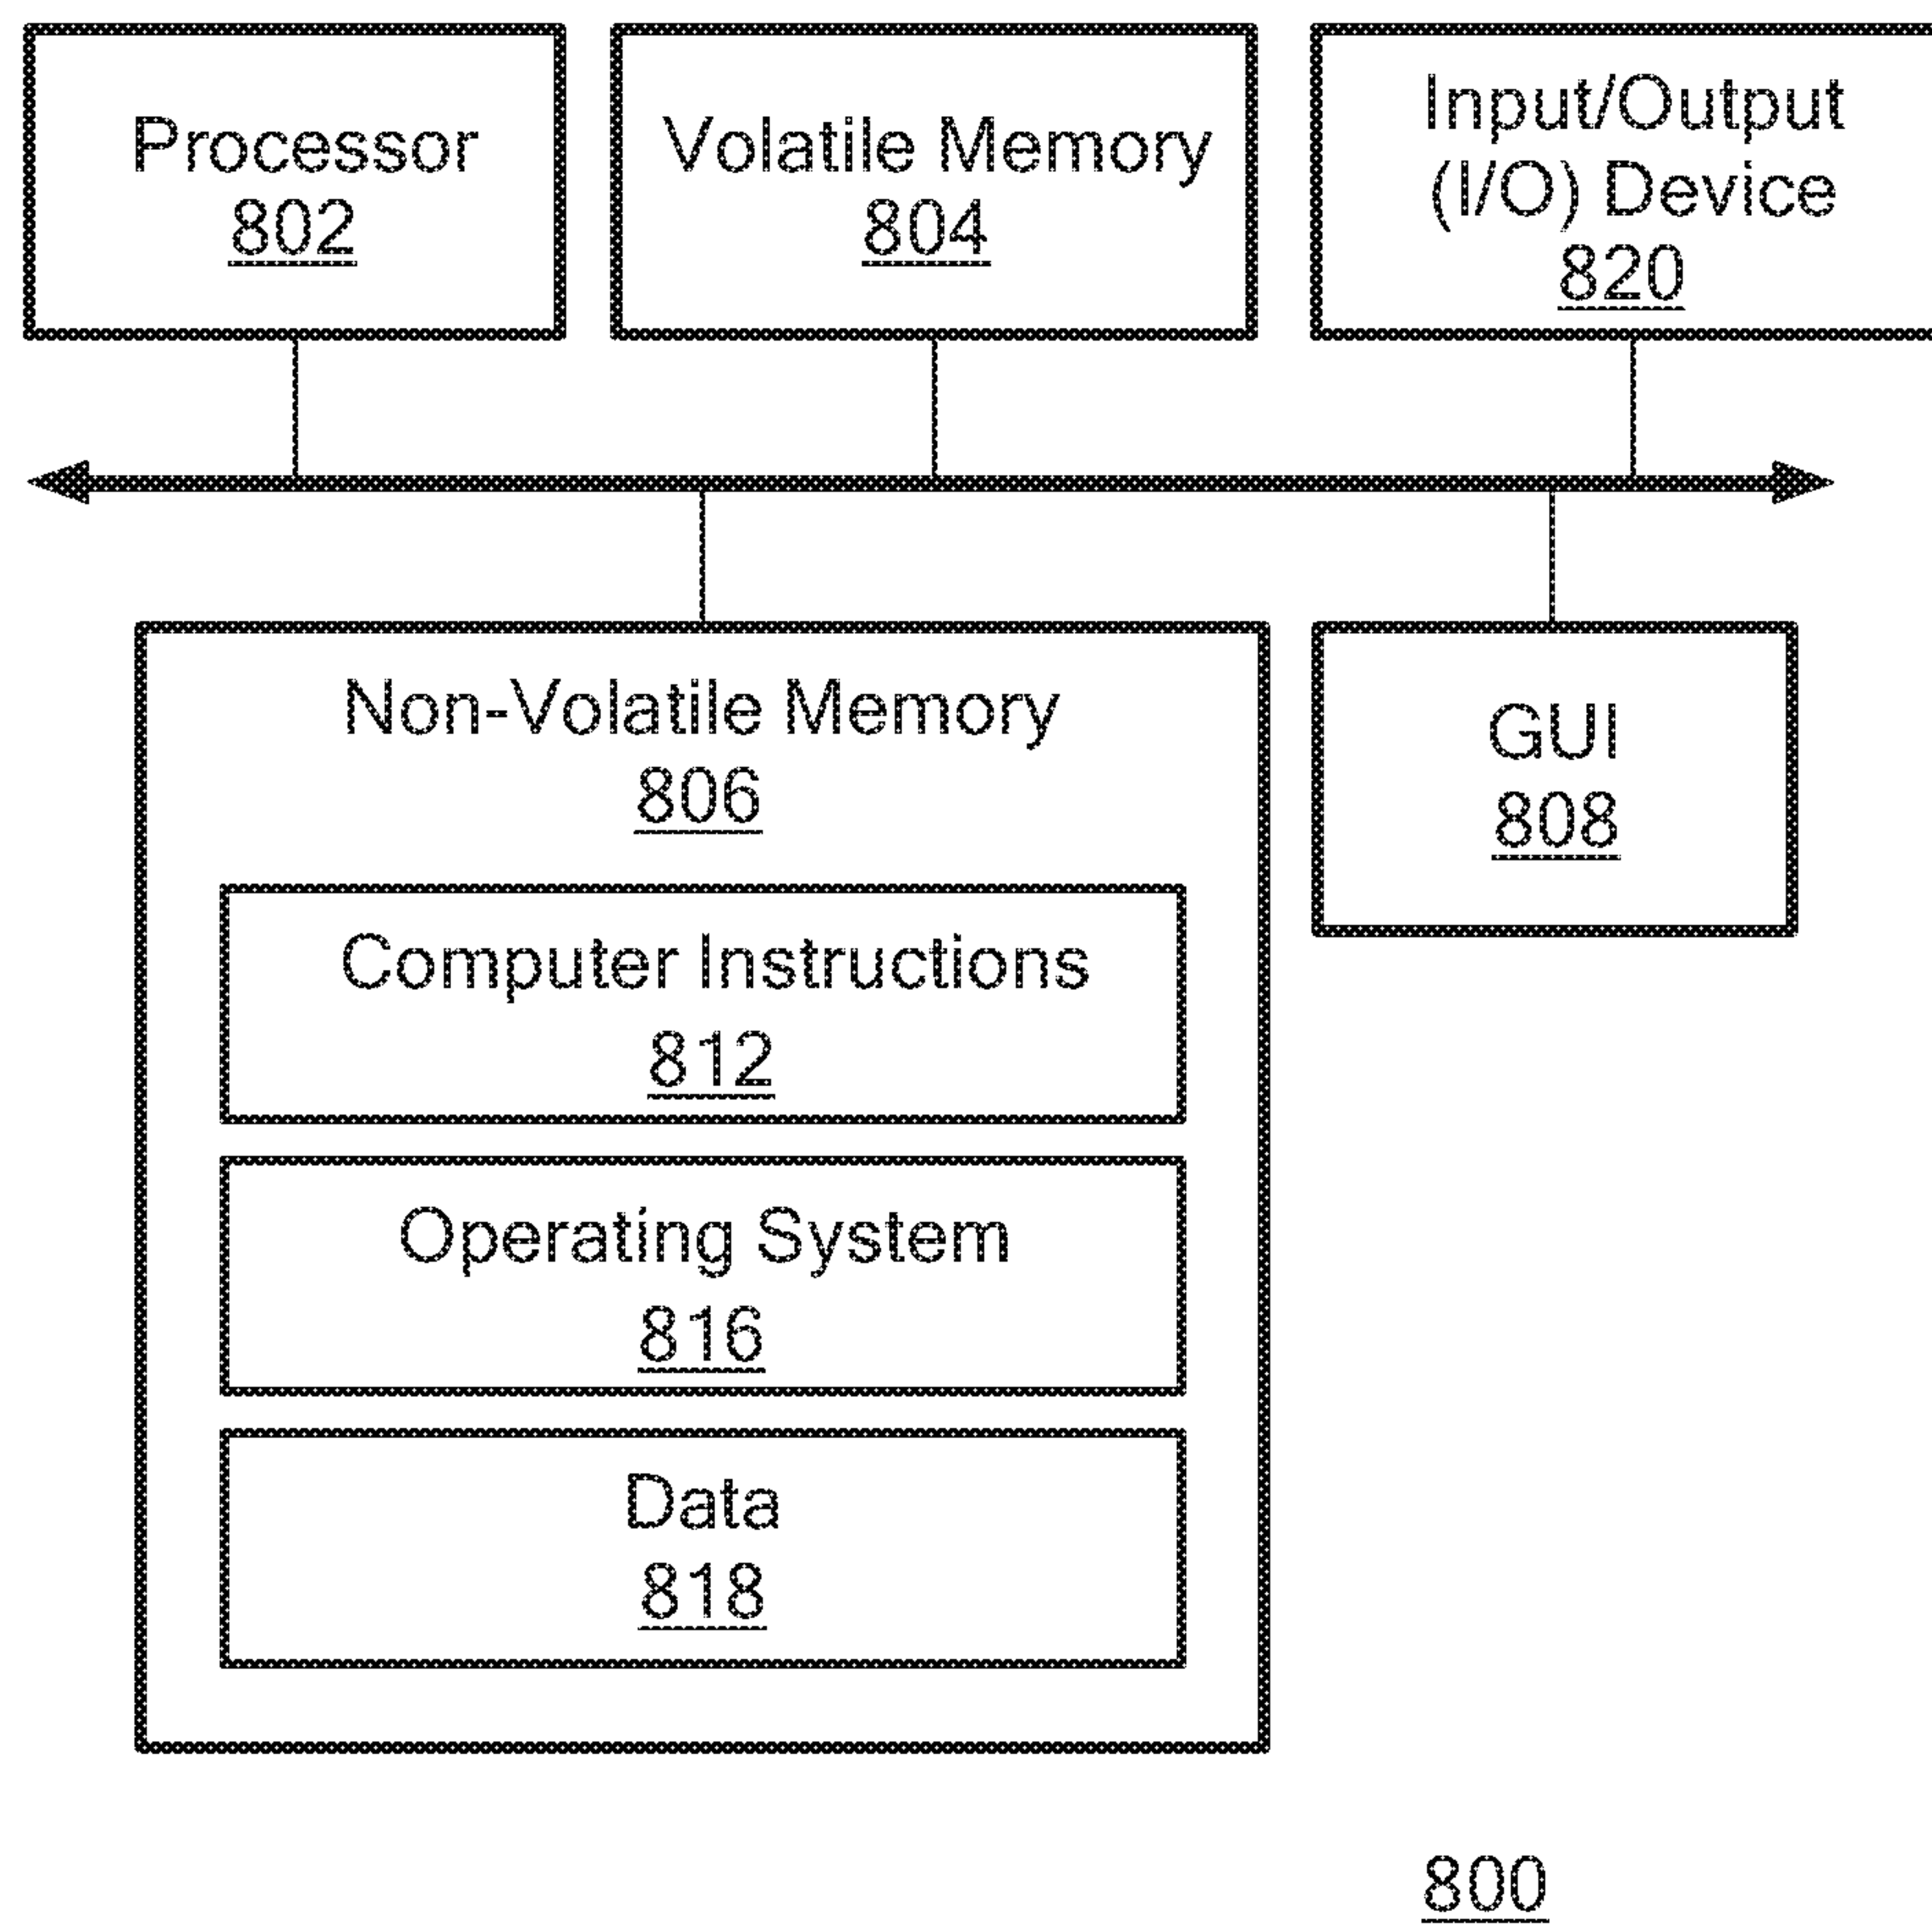 Processor
802
Volatile Memory
804
Input/Output
(I/O) Device
820
Non-Volatile Memory
806
GUI
808
Computer Instructions
812
Operating System
816
Data
818
800